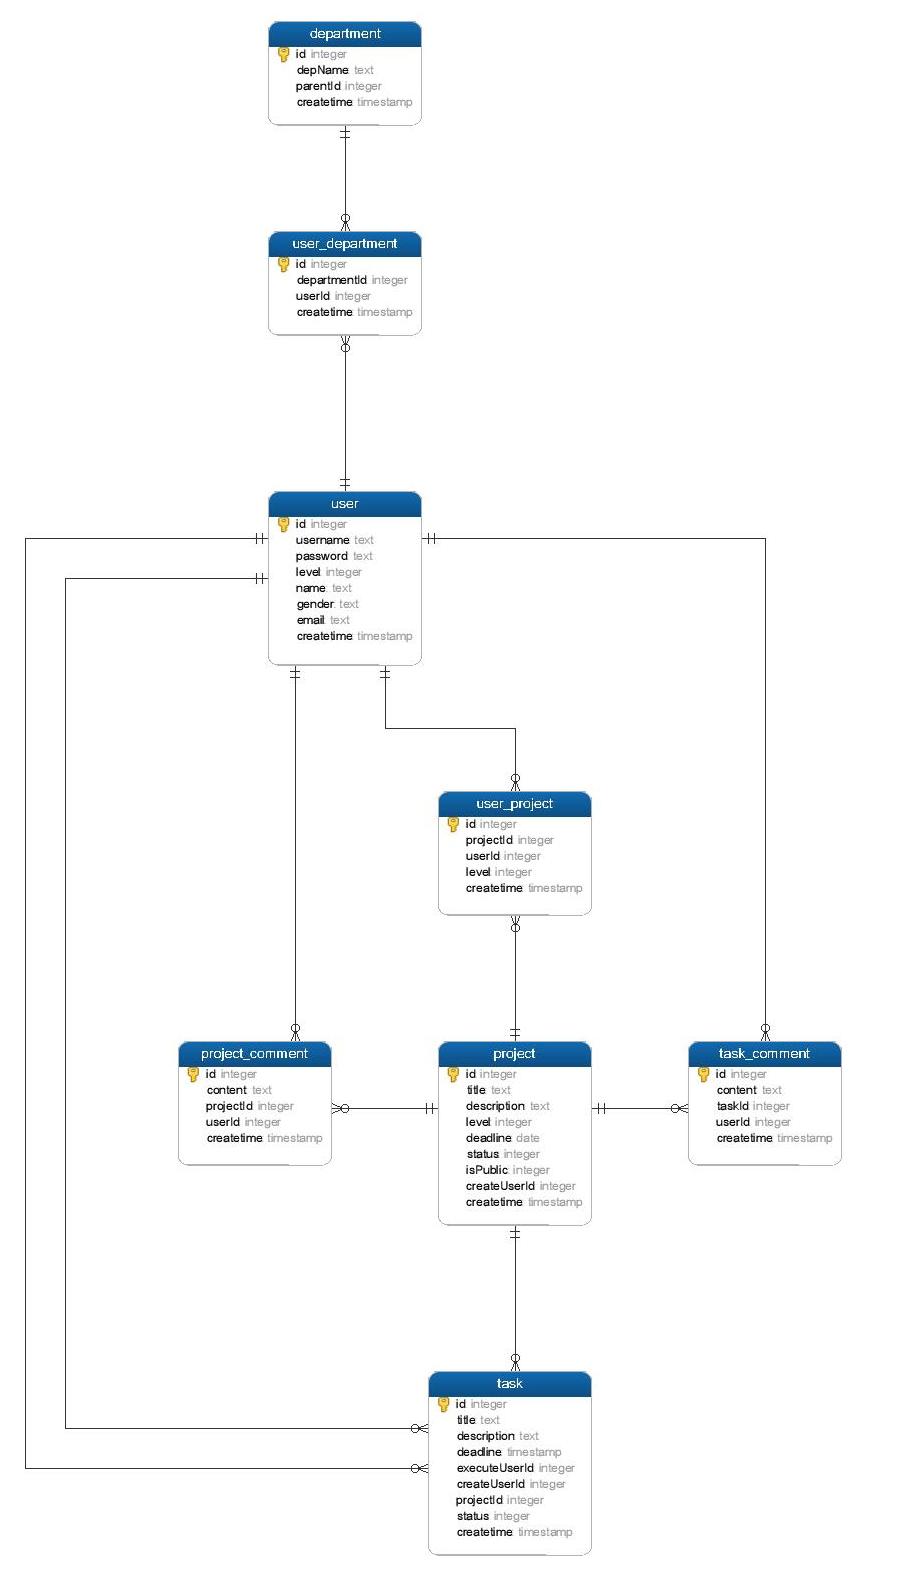 department
id integer
depName text
parentId integer
createtime timestamp
user_department
id integer
departmentId integer
userId integer
createtime timestamp
user
id integer
username text
password text
level integer
name text
gender text
email text
createtime timestamp
user_project
id integer
projectId integer
userId integer
level integer
createtime timestamp
project_comment
id integer
content text
projectId integer
userId integer
createtime timestamp
project
id integer
title text
description text
level integer
deadline date
status integer
isPublic integer
createUserId integer
createtime timestamp
task_comment
id integer
content text
taskId integer
userId integer
createtime timestamp
task
id integer
title text
description text
deadline timestamp
executeUserId integer
createUserId integer
projectId integer
status integer
createtime timestamp